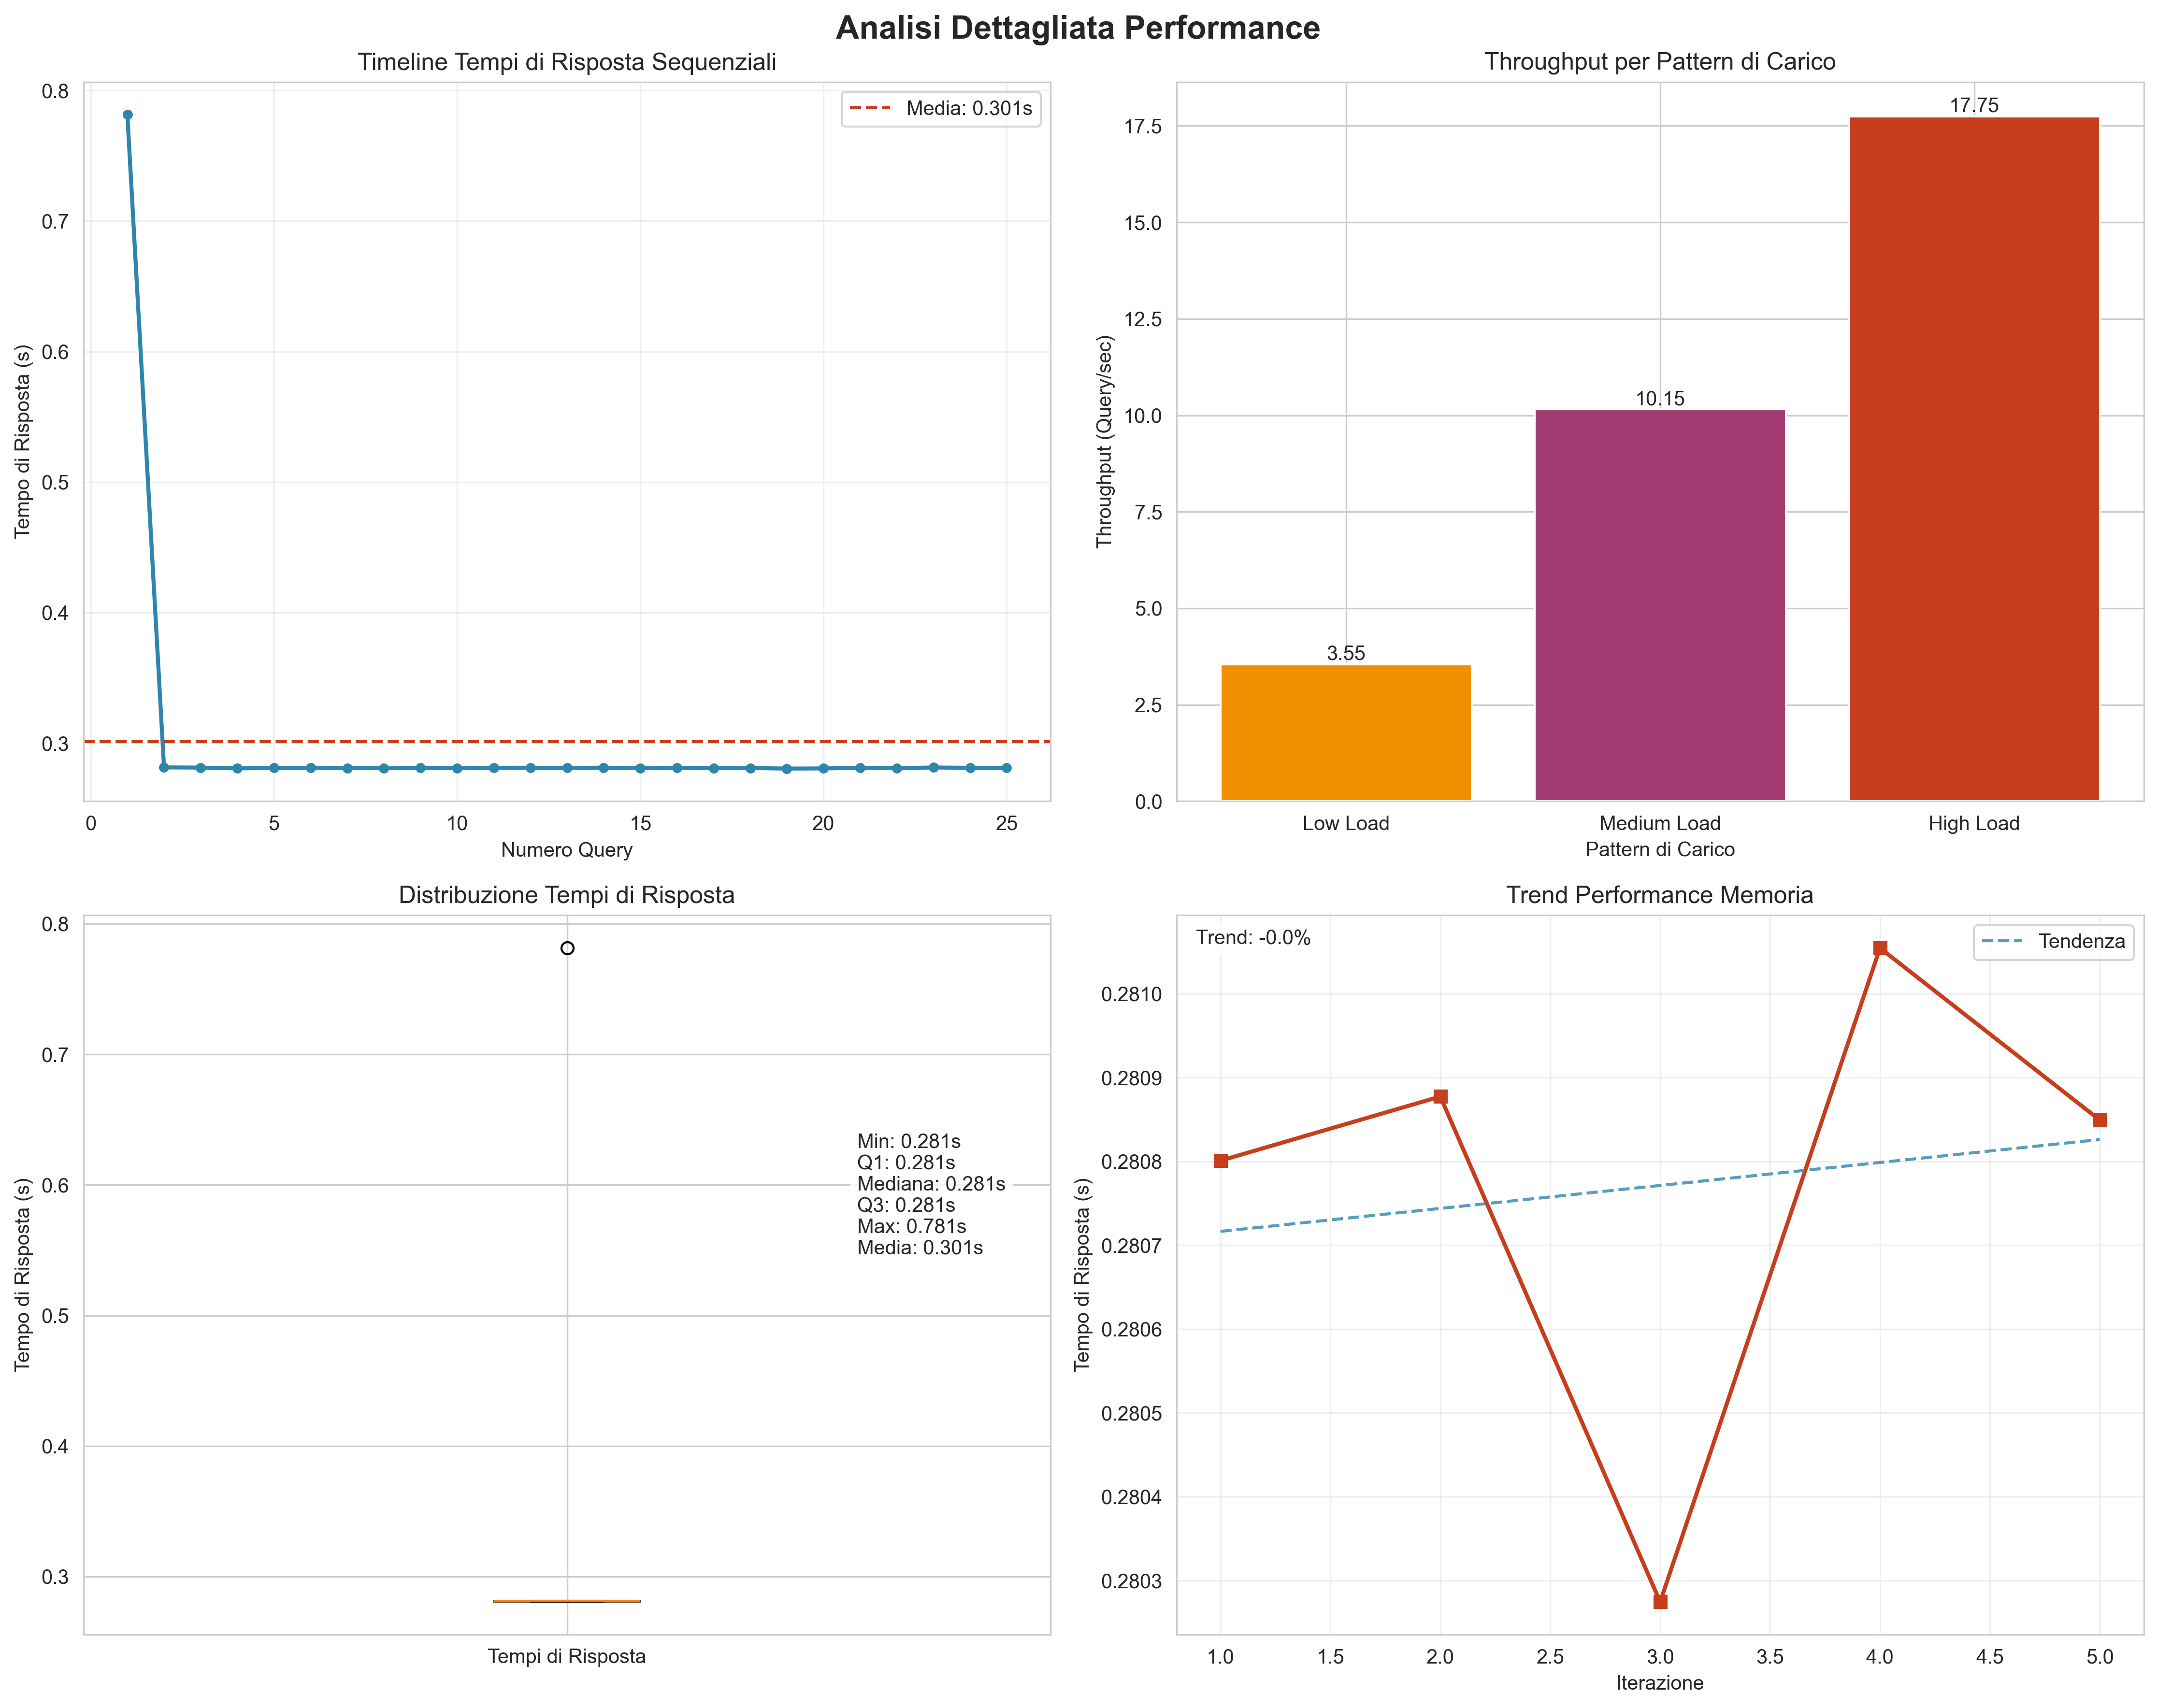 Analisi Dettagliata Performance
Timeline Tempi di Risposta Sequenziali
Tempo di Risposta (s)
0.8
0.7
0.6
0.5
0.4
0.3
Media: 0.301s
0 5 10 15 20 25
Numero Query
Throughput per Pattern di Carico
Throughput (Query/sec)
17.5
15.0
12.5
10.0
7.5
5.0
2.5
0.0
3.55
10.15
17.75
Low Load Medium Load High Load
Pattern di Carico
Distribuzione Tempi di Risposta
Tempo di Risposta (s)
0.8
0.7
0.6
0.5
0.4
0.3
Min: 0.281s
Q1: 0.281s
Mediana: 0.281s
Q3: 0.281s
Max: 0.781s
Media: 0.301s
Tempi di Risposta
Trend Performance Memoria
Tempo di Risposta (s)
Trend: -0.0%
Tendenza
0.2810
0.2809
0.2808
0.2807
0.2806
0.2805
0.2804
0.2803
1.0 1.5 2.0 2.5 3.0 3.5 4.0 4.5 5.0
Iterazione